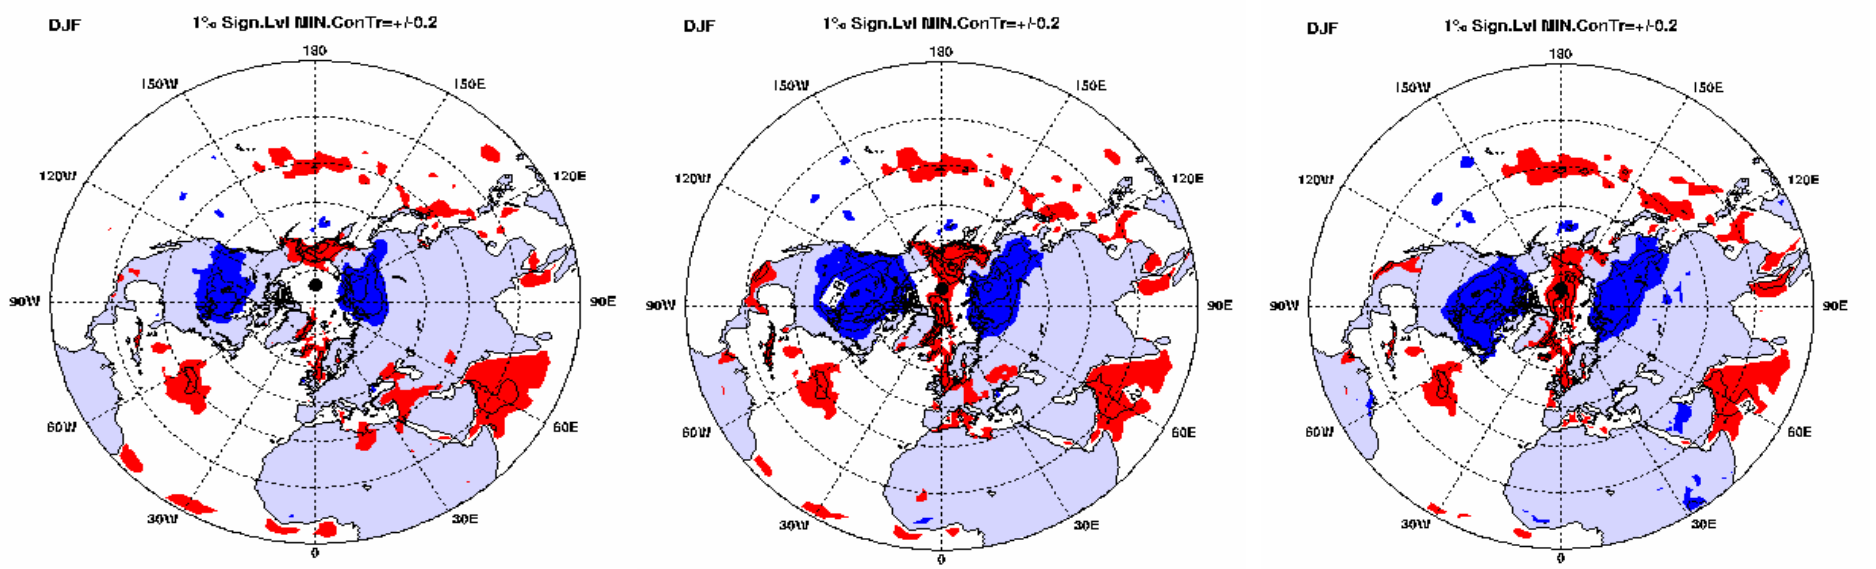 DJF 1‰ Sign.Lvl MIN.ConTr=+/-0.2
180
150W 150E
120W 120E
90W 90E
60W 60E
30W 30E
0
DJF 1‰ Sign.Lvl MIN.ConTr=+/-0.2
180
150W 150E
120W 120E
90W 90E
60W 60E
30W 30E
0
DJF 1‰ Sign.Lvl MIN.ConTr=+/-0.2
180
150W 150E
120W 120E
90W 90E
60W 60E
30W 30E
0